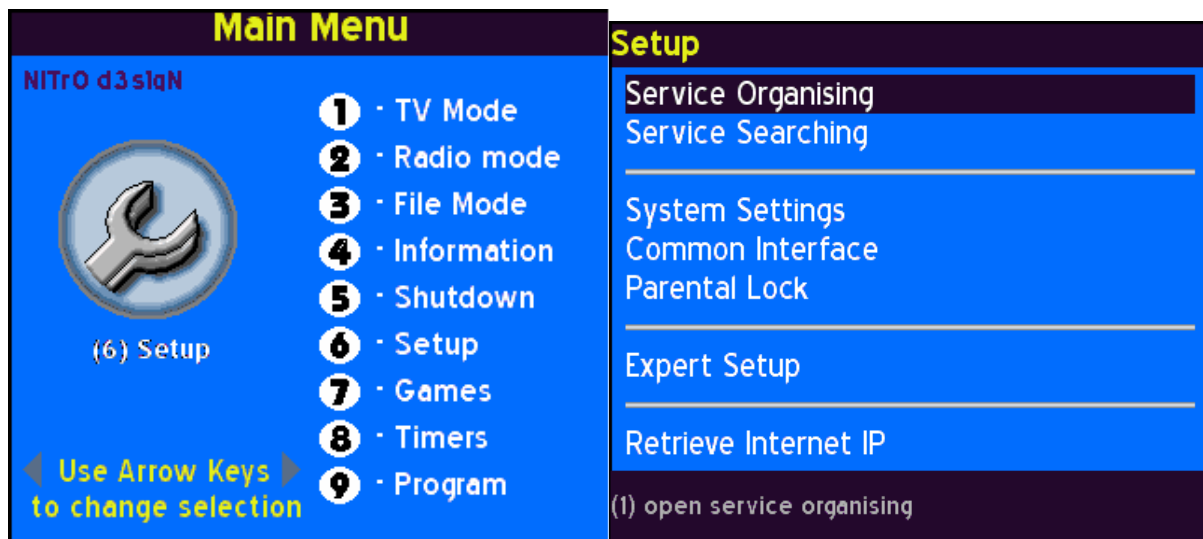 Main Menu
NITrO d3s1qN
1 - TV Mode
2 - Radio mode
3 - File Mode
4 - Information
5 - Shutdown
6 - Setup
7 - Games
8 - Timers
9 - Program
(6) Setup
Use Arrow Keys
to change selection
Setup
Service Organising
Service Searching
System Settings
Common Interface
Parental Lock
Expert Setup
Retrieve Internet IP
(1) open service organising